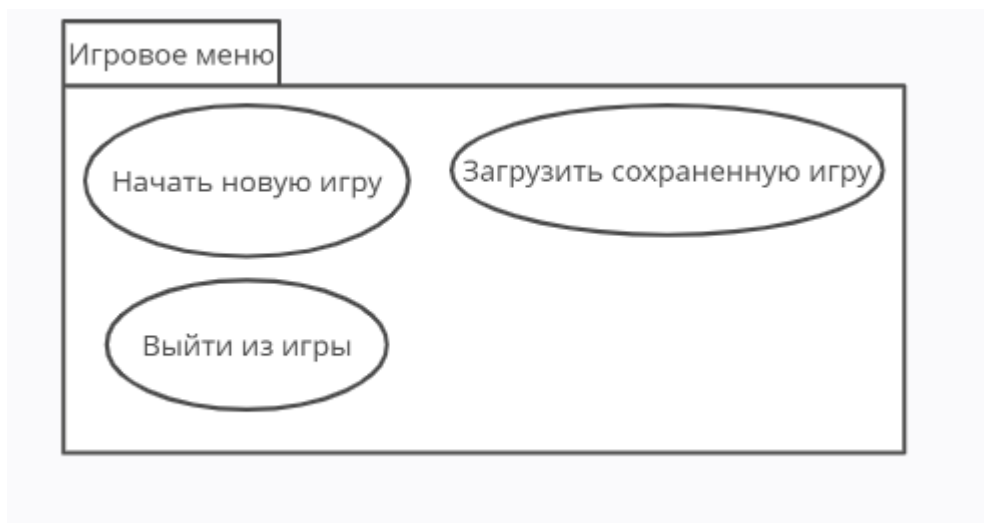 Игровое меню
Начать новую игру
Загрузить сохраненную игру
Выйти из игры